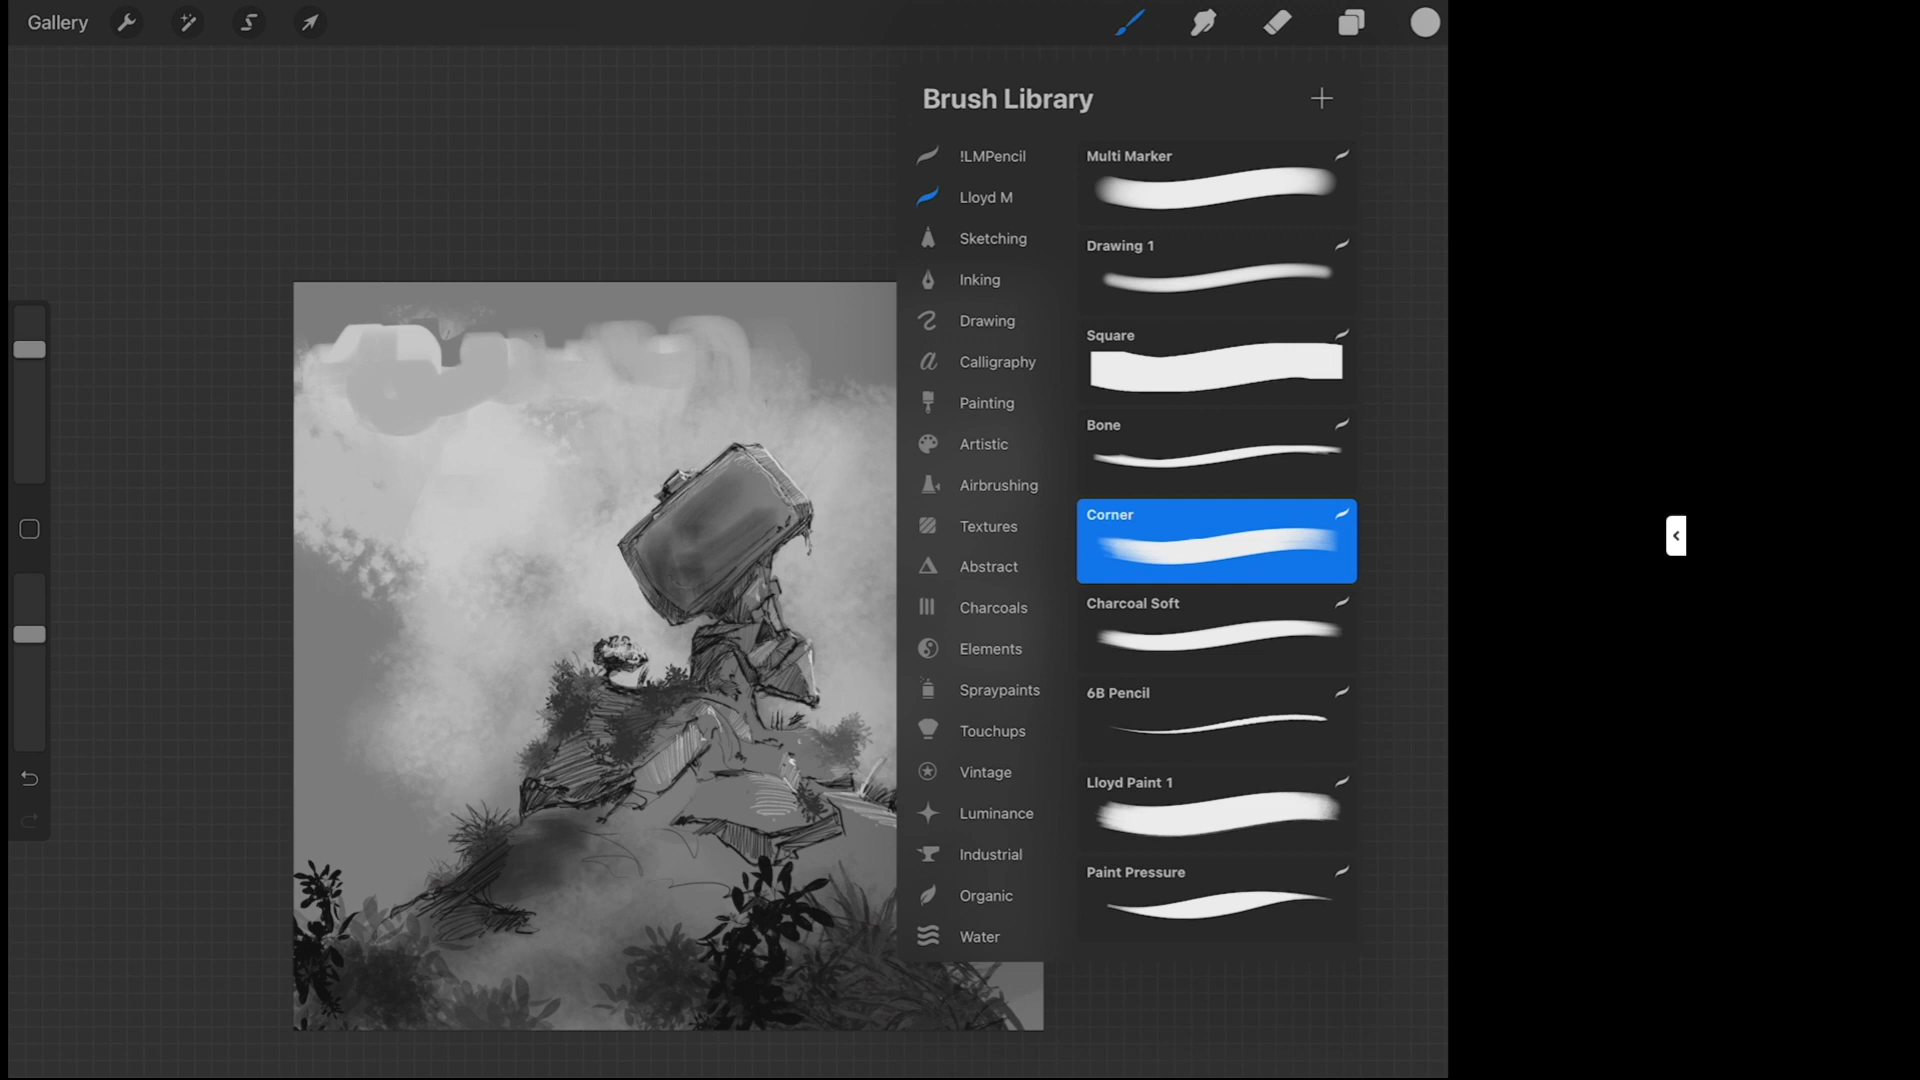 Gallery
Brush Library
!LMPencil
Lloyd M
Sketching
Inking
Drawing
Calligraphy
Painting
Artistic
Airbrushing
Textures
Abstract
Charcoals
Elements
Spraypaints
Touchups
Vintage
Luminance
Industrial
Organic
Water
Multi Marker
Drawing 1
Square
Bone
Corner
Charcoal Soft
6B Pencil
Lloyd Paint 1
Paint Pressure